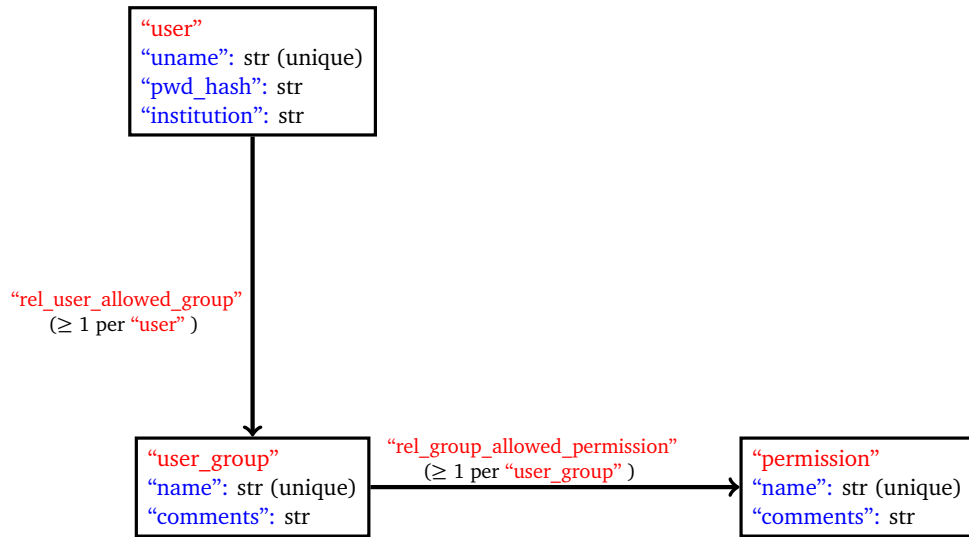 “user”
“uname”: str (unique)
“pwd_hash”: str
“institution”: str
“rel_user_allowed_group”
(≥ 1 per “user” )
“user_group”
“name”: str (unique)
“comments”: str
“rel_group_allowed_permission”
(≥ 1 per “user_group” )
“permission”
“name”: str (unique)
“comments”: str